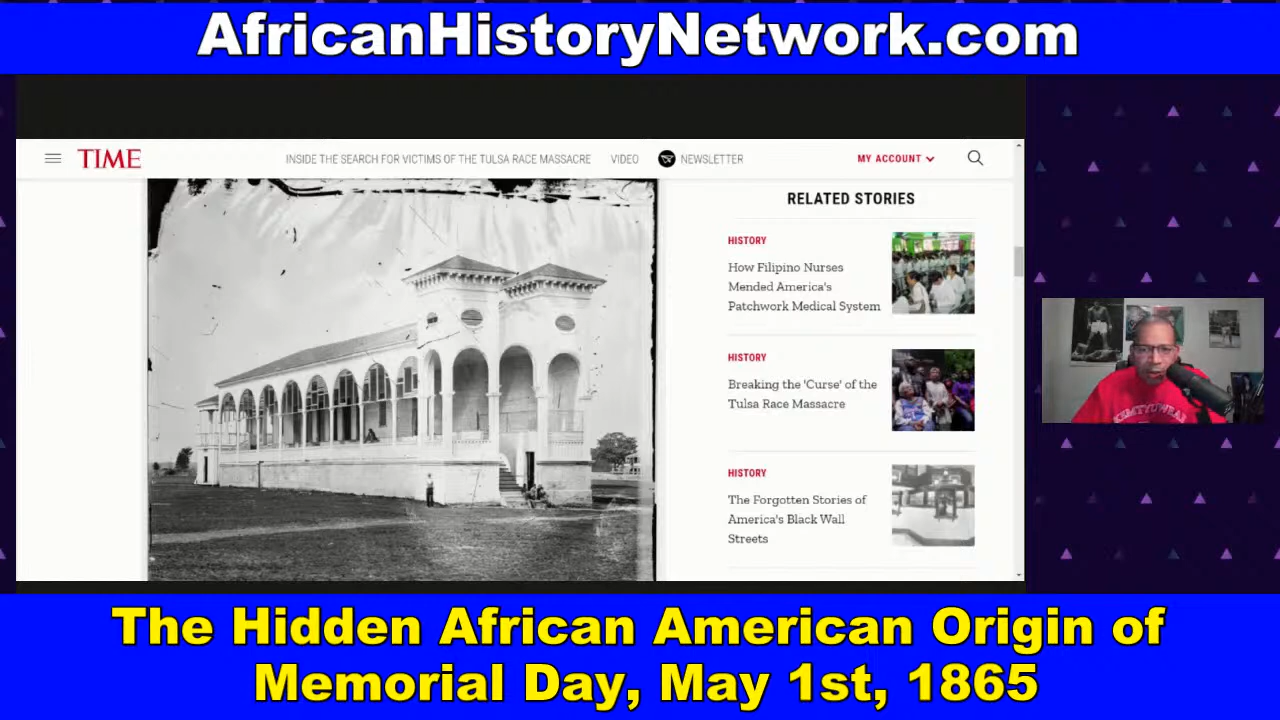 AfricanHistoryNetwork.com
TIME
INSIDE THE SEARCH FOR VICTIMS OF THE TULSA RACE MASSACRE VIDEO NEWSLETTER
MY ACCOUNT
RELATED STORIES
HISTORY
How Filipino Nurses
Mended America's
Patchwork Medical System
HISTORY
Breaking the 'Curse' of the
Tulsa Race Massacre
HISTORY
The Forgotten Stories of
America's Black Wall
Streets
The Hidden African American Origin of
Memorial Day, May 1st, 1865